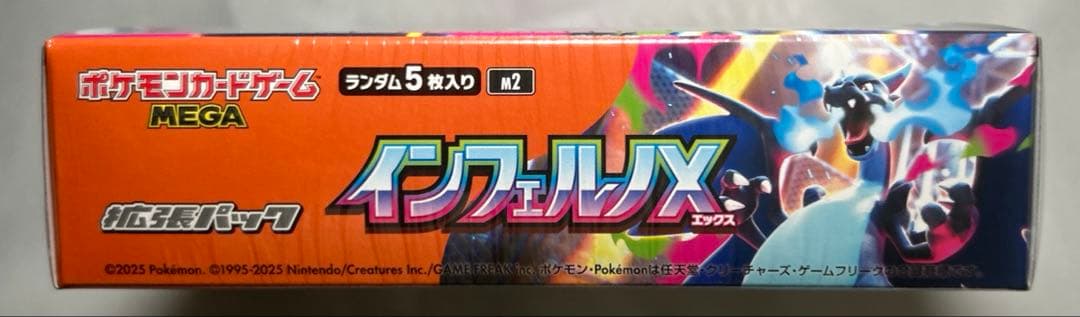 ポケモンカードゲーム
MEGA
ランダム5枚入り M2
インフェルノX
エックス
拡張パック
©2025 Pokémon. ©1995-2025 Nintendo/Creatures Inc./GAME FREAK inc. ポケモン・Pokémonは任天堂・クリーチャーズ・ゲームフリークの登録商標です。